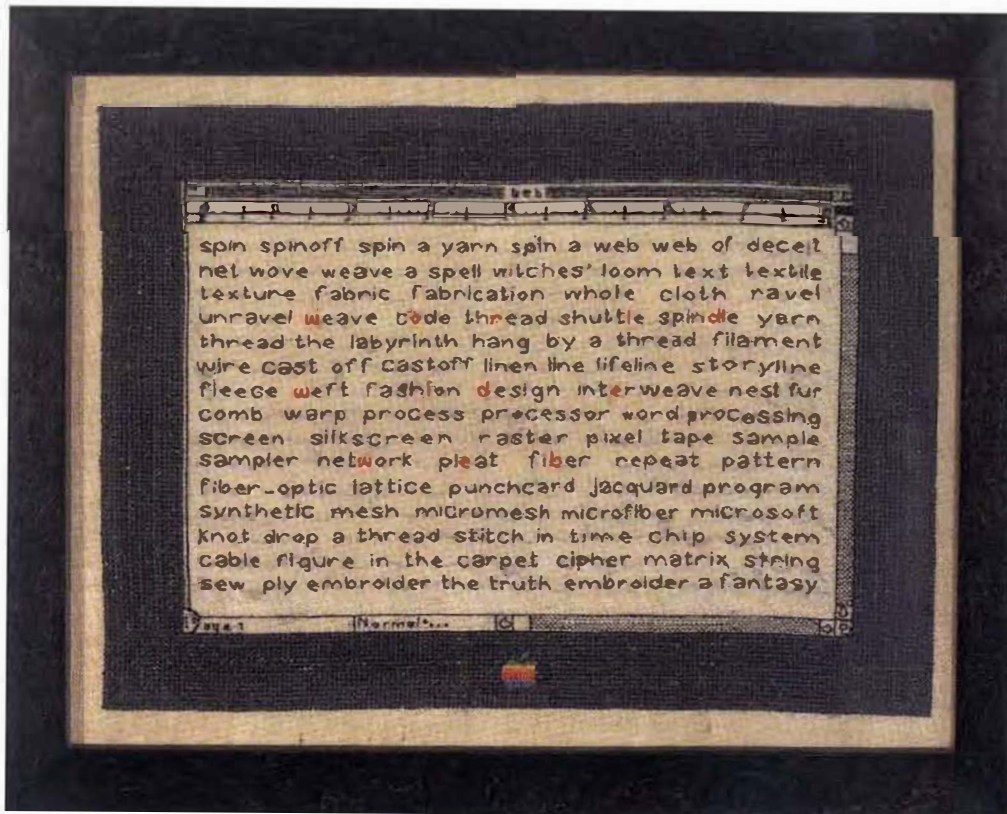 web
spin spinoff spin a yarn spin a web web of deceit
net wove weave a spell witches' loom text textile
texture fabric fabrication whole cloth ravel
unravel weave code thread shuttle spindle yarn
thread the labyrinth hang by a thread filament
wire cast off castoff linen line lifeline storyline
fleece weft fashion design interweave nest fur
comb warp process processor word processing
screen silkscreen raster pixel tape sample
sampler network pleat fiber repeat pattern
fiber-optic lattice punchcard jacquard program
synthetic mesh micromesh microfiber microsoft
knot drop a thread stitch in time chip system
cable figure in the carpet cipher matrix string
sew ply embroider the truth embroider a fantasy
Page 1 Normal+...